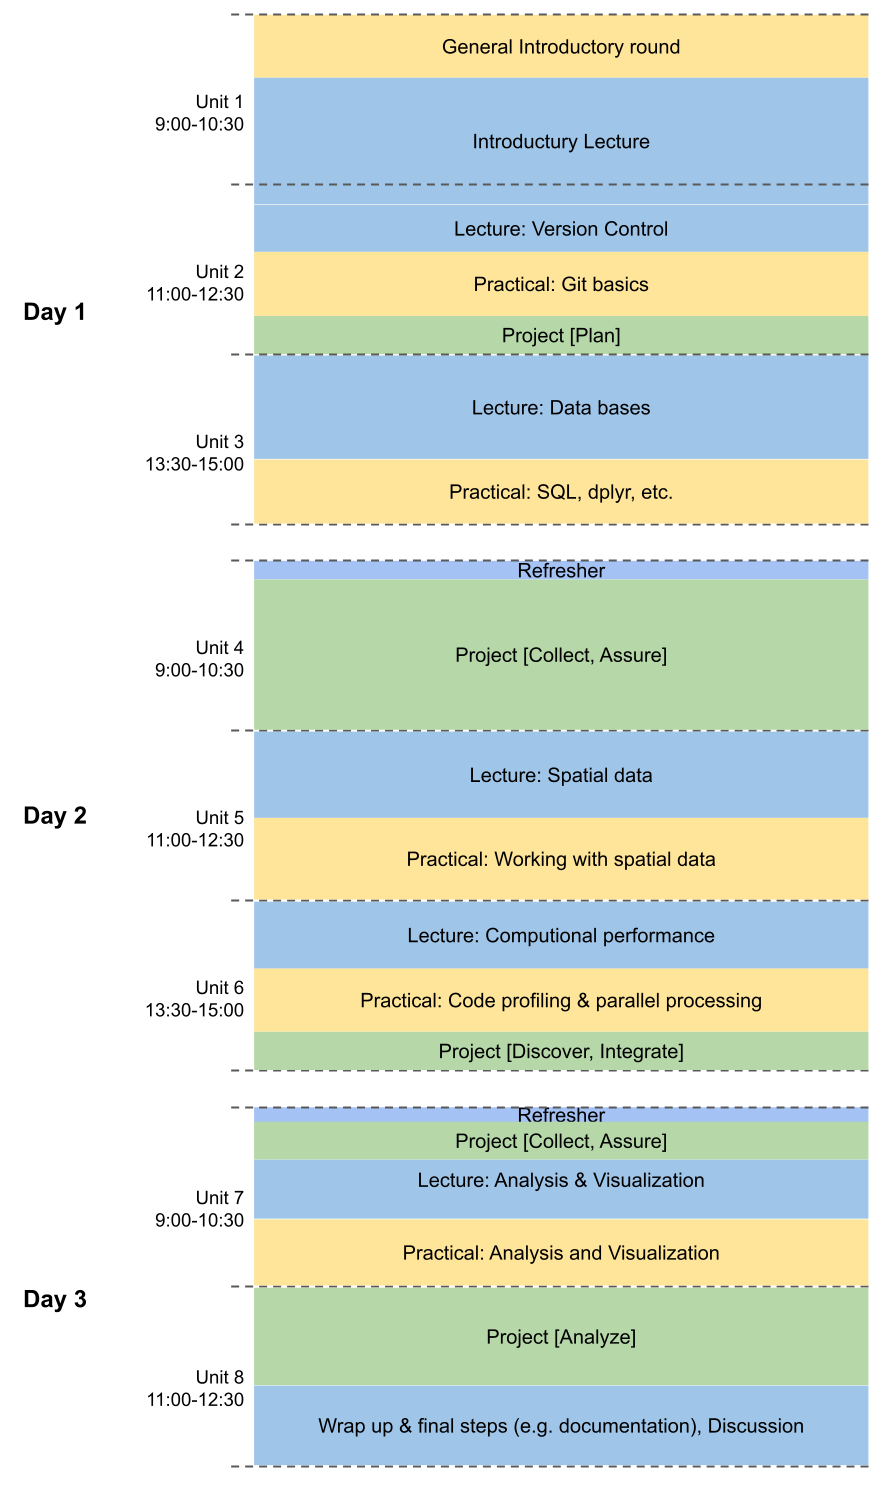 General Introductory round
Unit 1
9:00-10:30
Introductury Lecture
Lecture: Version Control
Unit 2
11:00-12:30
Practical: Git basics
Day 1
Project [Plan]
Lecture: Data bases
Unit 3
13:30-15:00
Practical: SQL, dplyr, etc.
Refresher
Unit 4
9:00-10:30
Project [Collect, Assure]
Lecture: Spatial data
Day 2
Unit 5
11:00-12:30
Practical: Working with spatial data
Lecture: Computional performance
Unit 6
13:30-15:00
Practical: Code profiling & parallel processing
Project [Discover, Integrate]
Refresher
Project [Collect, Assure]
Lecture: Analysis & Visualization
Unit 7
9:00-10:30
Practical: Analysis and Visualization
Day 3
Project [Analyze]
Unit 8
11:00-12:30
Wrap up & final steps (e.g. documentation), Discussion